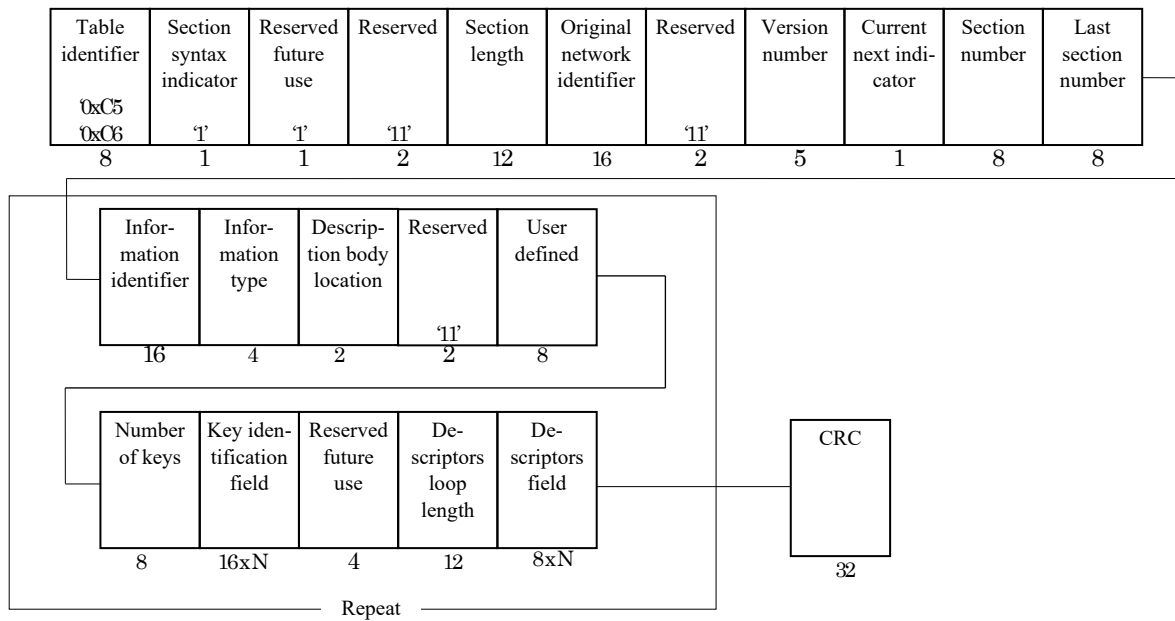 Table identifier '0xC5 '0xC6 8
Section syntax indicator '1' 1
Reserved future use '1' 1
Reserved '11' 2
Section length 12
Original network identifier 16
Reserved '11' 2
Version number 5
Current next indi- cator 1
Section number 8
Last section number 8
Infor- mation identifier 16
Infor- mation type 4
Descrip- tion body location 2
Reserved '11' 2
User defined 8
Number of keys 8
Key iden- tification field 16xN
Reserved future use 4
De- scriptors loop length 12
De- scriptors field 8xN
CRC 32
Repeat